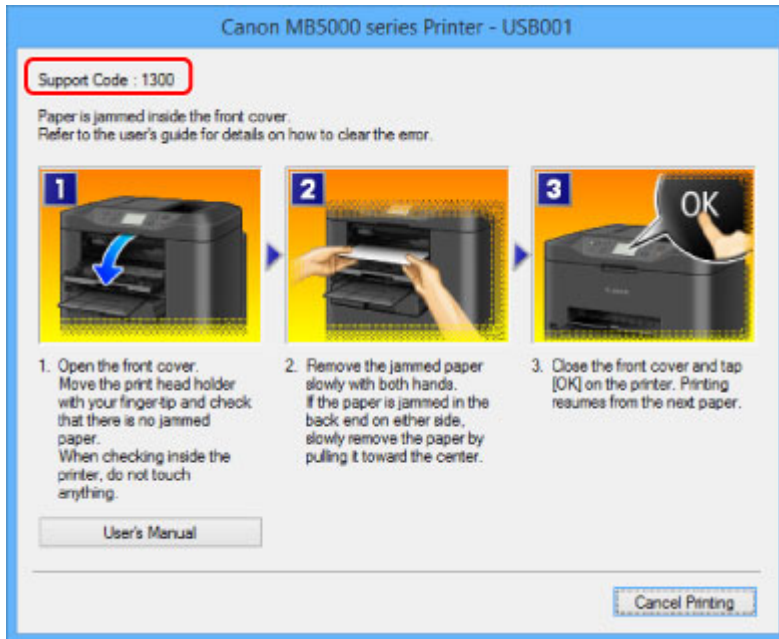 Canon MB5000 series Printer - USB001
Support Code : 1300
Paper is jammed inside the front cover.
Refer to the user's guide for details on how to clear the error.
1
2
3
OK
1. Open the front cover.
Move the print head holder
with your finger-tip and check
that there is no jammed
paper.
When checking inside the
printer, do not touch
anything.
2. Remove the jammed paper
slowly with both hands.
If the paper is jammed in the
back end on either side,
slowly remove the paper by
pulling it toward the center.
3. Close the front cover and tap
[OK] on the printer. Printing
resumes from the next paper.
User's Manual
Cancel Printing